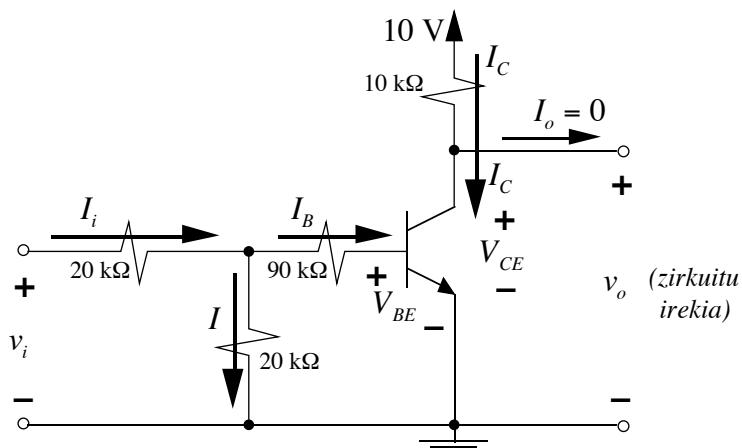 10 V
I_C
10 kΩ
I_o = 0
I_C
+
I_i
I_B
+
V_CE
20 kΩ
90 kΩ
+
+
−
V_BE
−
v_o
(zirkuitu
irekia)
I
v_i
20 kΩ
−
−